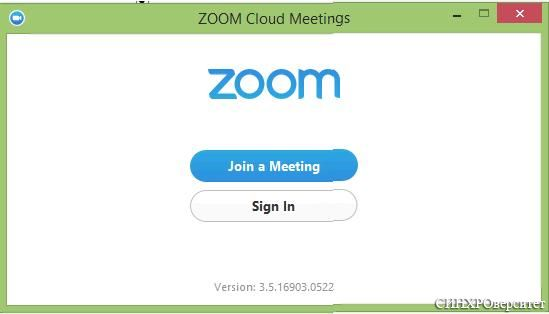 ZOOM Cloud Meetings
zoom
Join a Meeting
Sign In
Version: 3.5.16903.0522
СИНХРОверситет